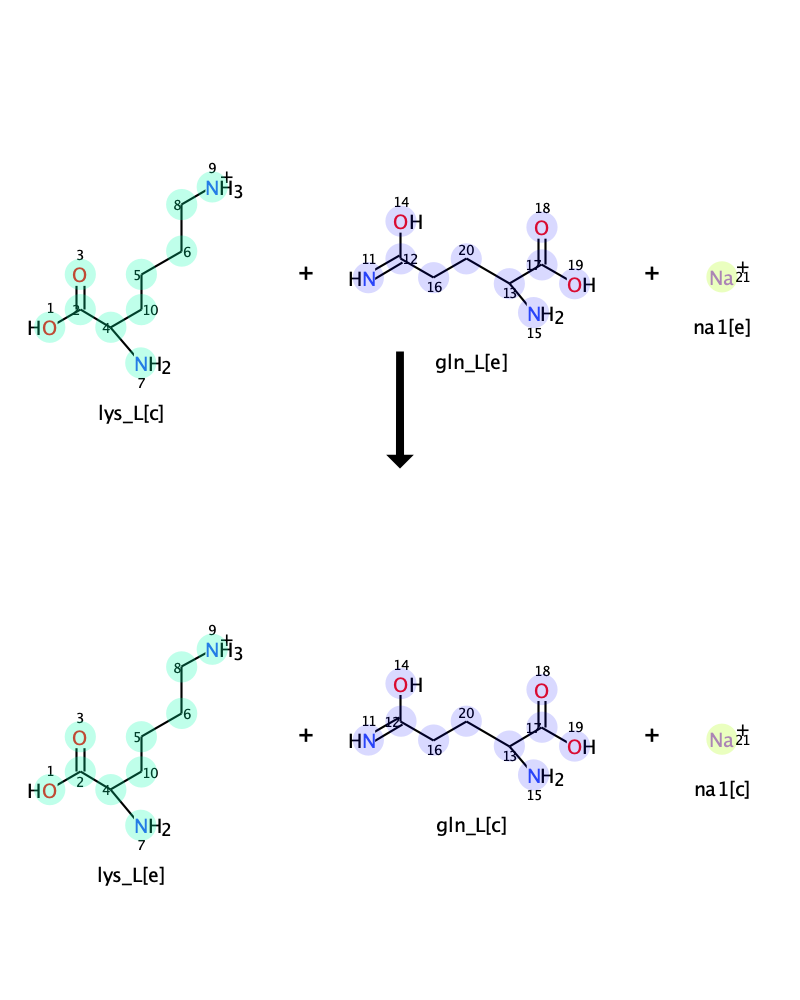 9
NH3+
8
14
OH
18
O
3
O
5
6
11
HN
12
20
17
19
OH
+
+
Na+
21
1
HO
2
4
10
16
13
NH2
15
na1[e]
NH2
7
gln_L[e]
lys_L[c]
9
NH3+
8
14
OH
18
O
3
O
5
6
11
HN
12
20
17
19
OH
+
+
Na+
21
1
HO
2
4
10
16
13
NH2
15
na1[c]
NH2
7
gln_L[c]
lys_L[e]